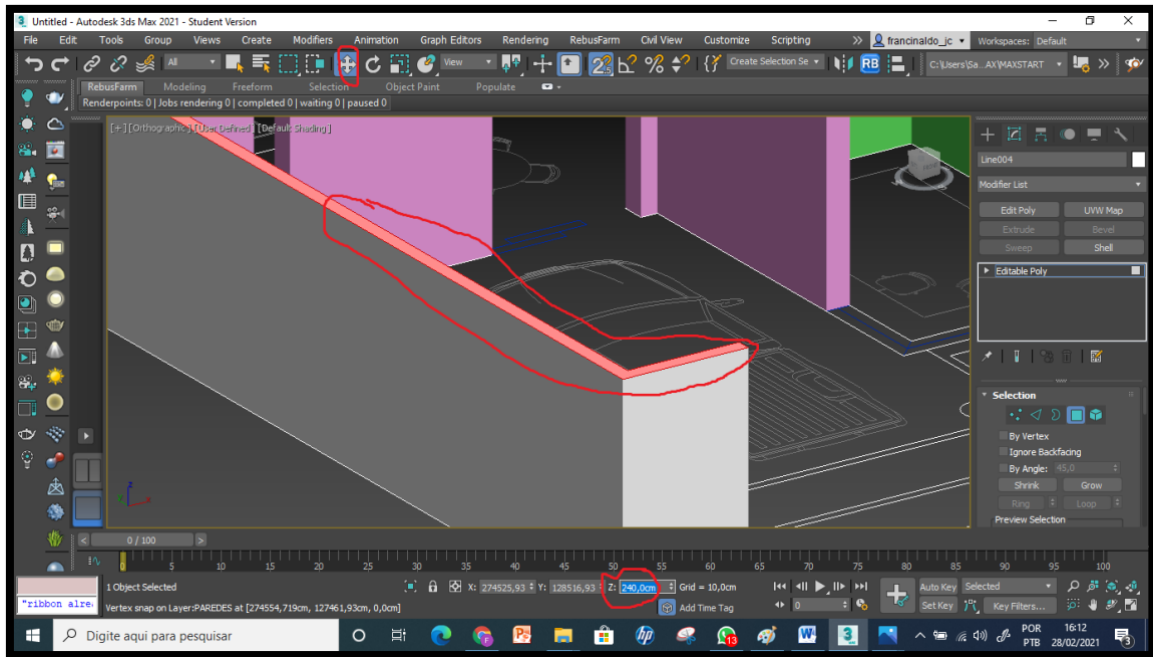 Untitled - Autodesk 3ds Max 2021 - Student Version
File Edit Tools Group Views Create Modifiers Animation Graph Editors Rendering RebusFarm Civil View Customize Scripting francinaldo_jc Workspaces: Default
All View Create Selection Se RB C:\Users\Sa...AX\MAXSTART
RebusFarm Modeling Freeform Selection Object Paint Populate
Renderpoints: 0 | Jobs rendering 0 | completed 0 | waiting 0 | paused 0
[+] [Orthographic] [User Defined] [Default Shading]
Line004
Modifier List
Edit Poly UVW Map
Extrude Bevel
Sweep Shell
Editable Poly
Selection
By Vertex
Ignore Backfacing
By Angle: 45,0
Shrink Grow
Ring Loop
Preview Selection
0 / 100
0 5 10 15 20 25 30 35 40 45 50 55 60 65 70 75 80 85 90 95 100
1 Object Selected X: 274525,93 Y: 128516,93 Z: 240,0cm Grid = 10,0cm Auto Key Selected
"ribbon alre Vertex snap on Layer:PAREDES at [274554,719cm, 127461,93cm, 0,0cm] Add Time Tag 0 Set Key Key Filters...
Digite aqui para pesquisar 13 POR 16:12
PTB 28/02/2021 3